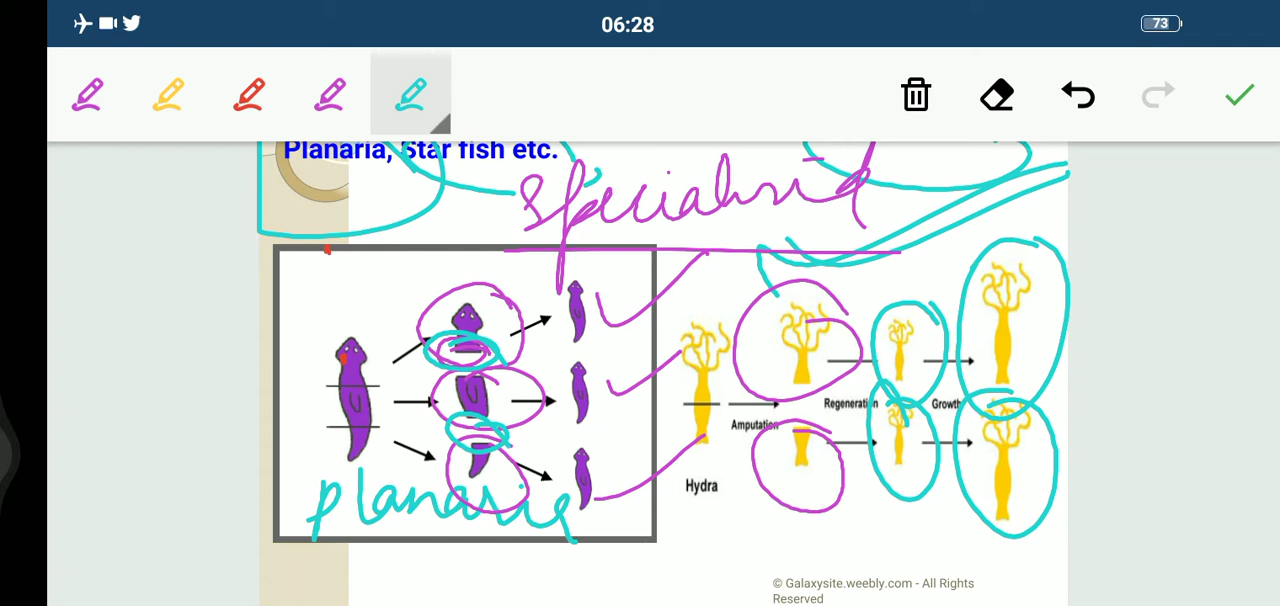 06:28
73
Planaria, Star fish etc.
Specialised
Regeneration
Growth
Amputation
Hydra
planaria
© Galaxysite.weebly.com - All Rights
Reserved